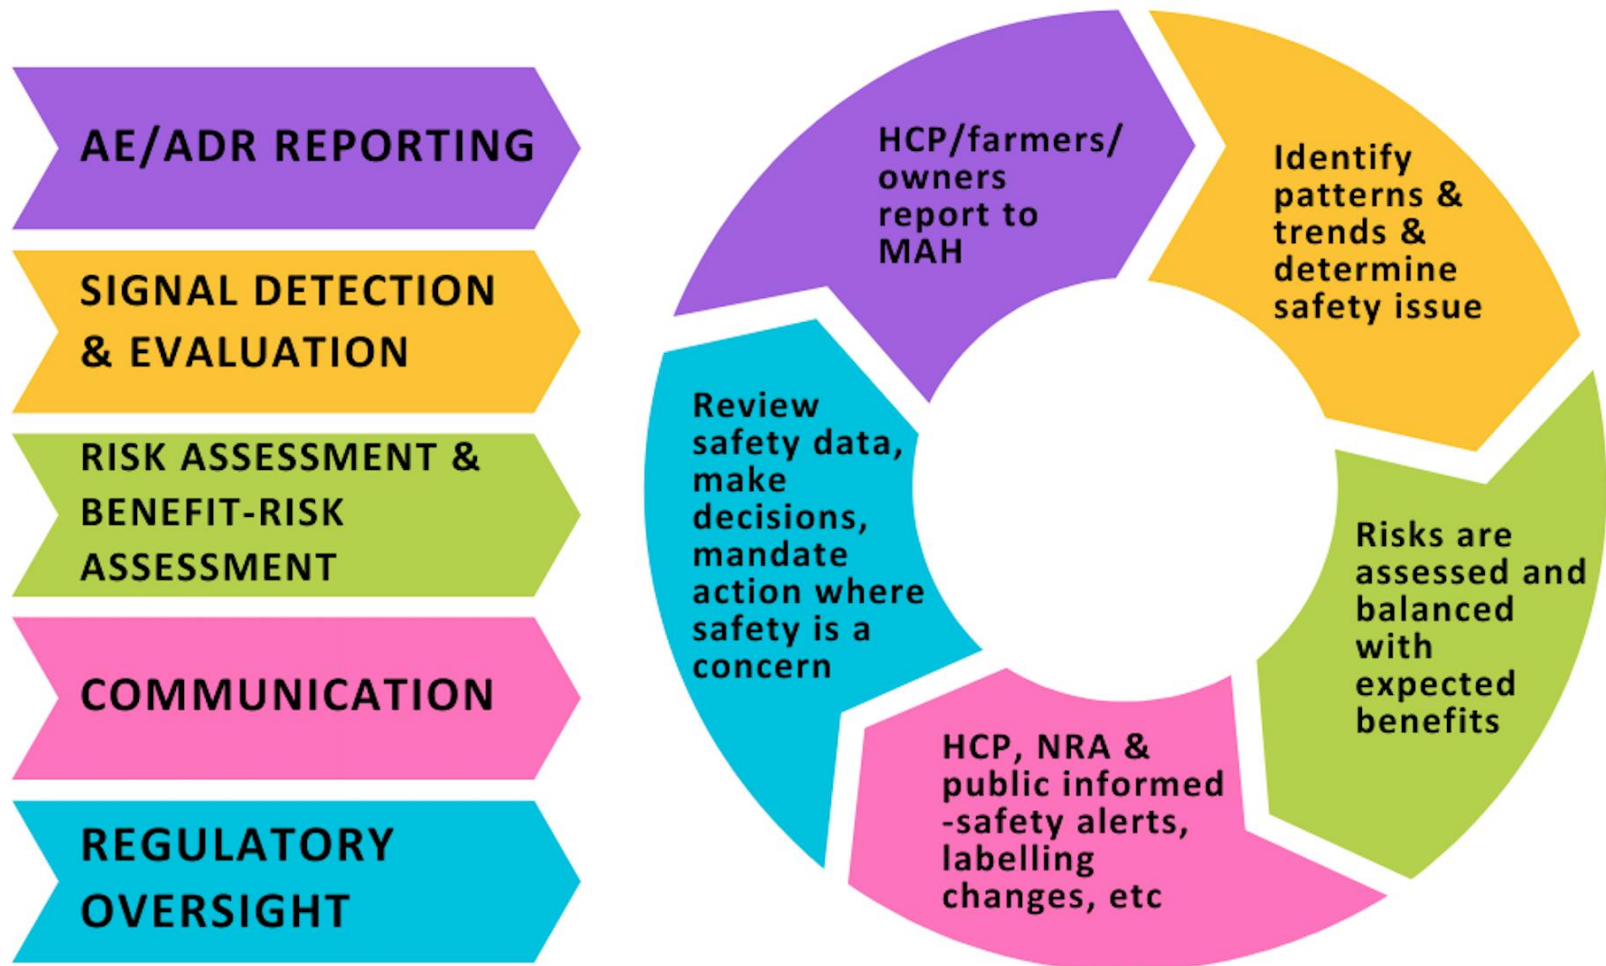 AE/ADR REPORTING
SIGNAL DETECTION
& EVALUATION
RISK ASSESSMENT &
BENEFIT-RISK
ASSESSMENT
COMMUNICATION
REGULATORY
OVERSIGHT
HCP/farmers/
owners
report to
MAH
Identify
patterns &
trends &
determine
safety issue
Risks are
assessed and
balanced
with
expected
benefits
HCP, NRA &
public informed
-safety alerts,
labelling
changes, etc
Review
safety data,
make
decisions,
mandate
action where
safety is a
concern